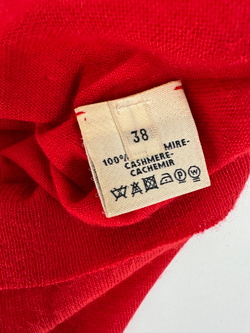 38
100% MIRE-
CASHMERE-
CACHEMIR
P W